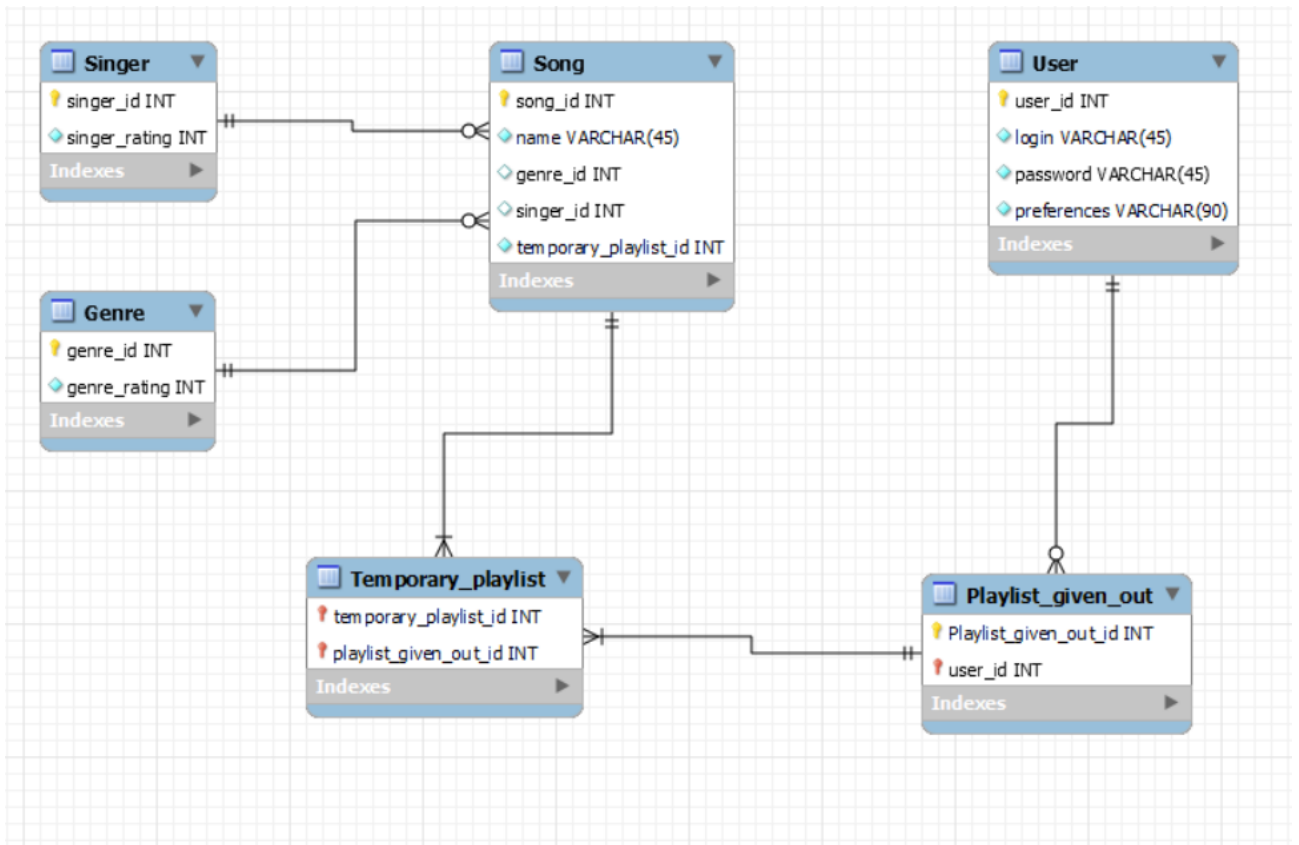 Singer
singer_id INT
singer_rating INT
Indexes
Song
song_id INT
name VARCHAR(45)
genre_id INT
singer_id INT
temporary_playlist_id INT
Indexes
User
user_id INT
login VARCHAR(45)
password VARCHAR(45)
preferences VARCHAR(90)
Indexes
Genre
genre_id INT
genre_rating INT
Indexes
Temporary_playlist
temporary_playlist_id INT
playlist_given_out_id INT
Indexes
Playlist_given_out
Playlist_given_out_id INT
user_id INT
Indexes